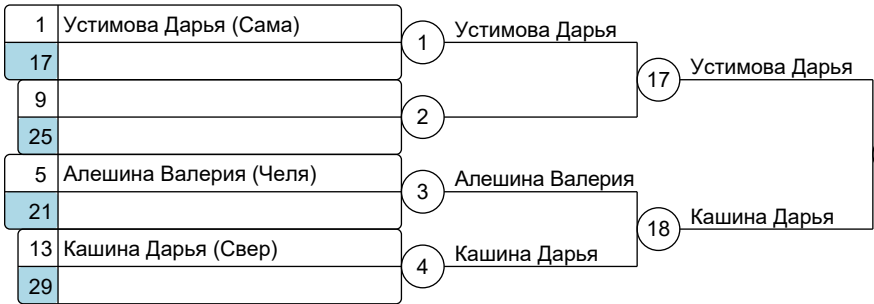 1 Устимова Дарья (Сама)
17
9
25
5 Алешина Валерия (Челя)
21
13 Кашина Дарья (Свер)
29
1 Устимова Дарья
2
3 Алешина Валерия
4 Кашина Дарья
17 Устимова Дарья
18 Кашина Дарья